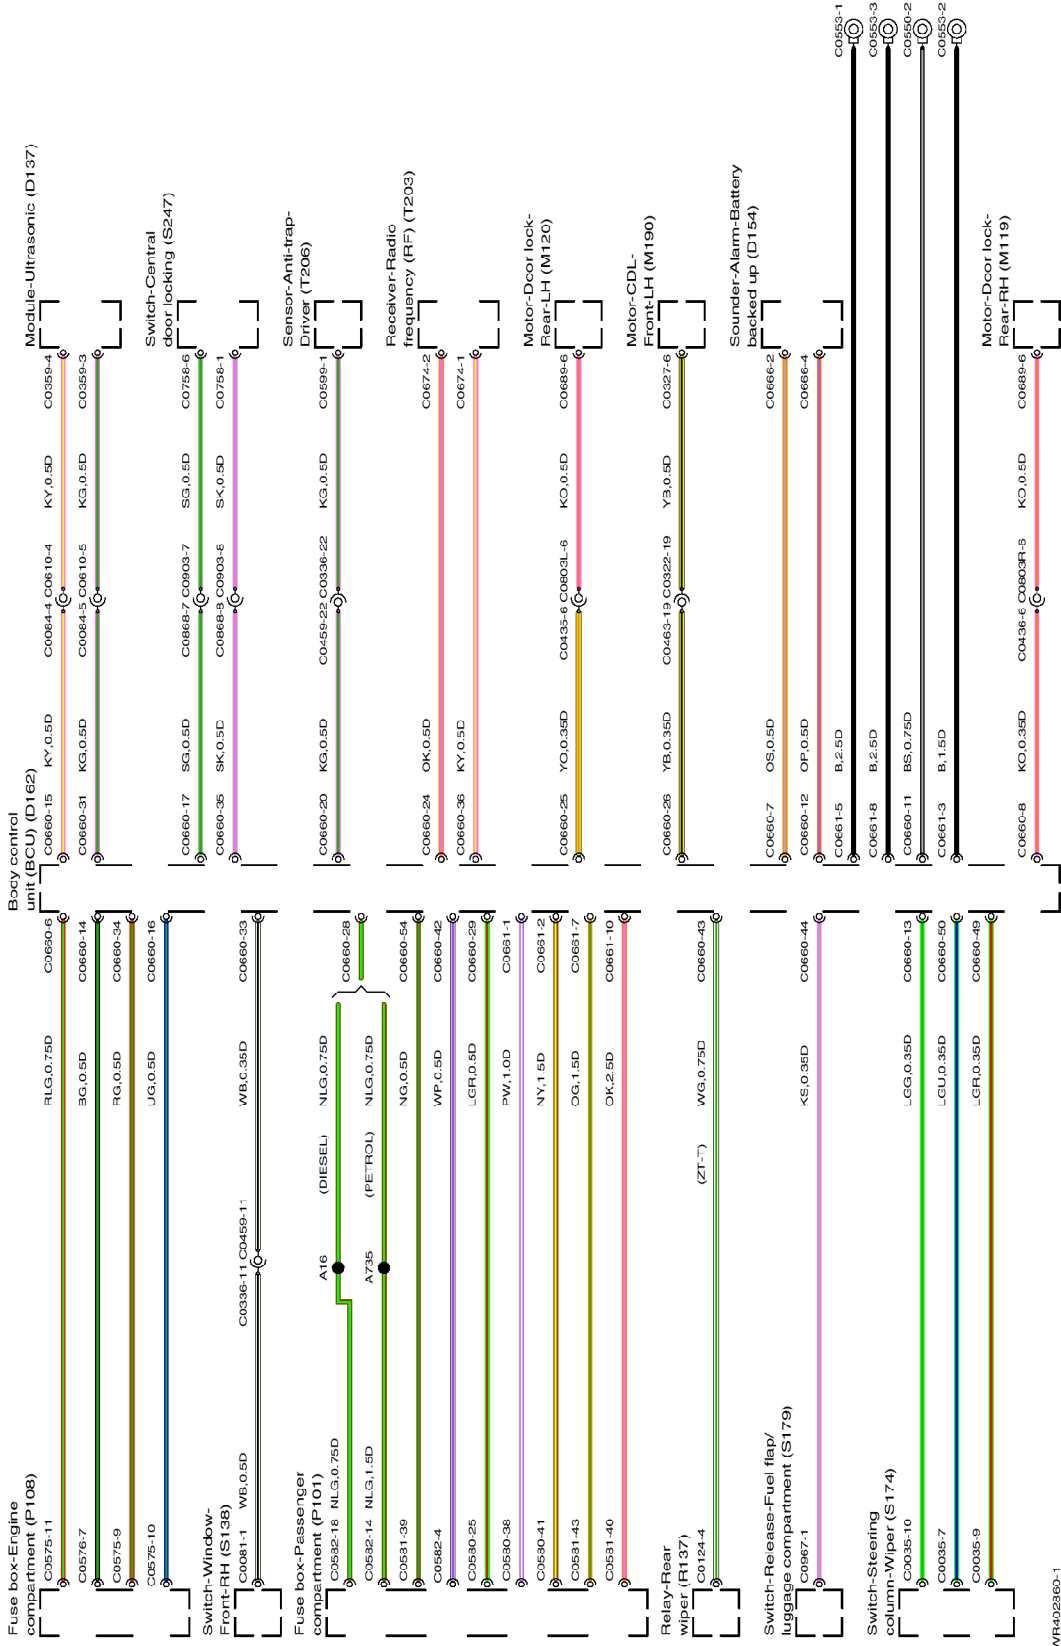 Fuse box-Engine
compartment (P108)
C0575-11
RLG,0.75D
C0660-6
C0576-7
BG,0.5D
C0660-14
C0575-9
RG,0.5D
C0660-34
C0575-10
UG,0.5D
C0660-16
Switch-Window-
Front-RH (S138)
C0081-1
WB,0.5D
C0336-11
C0459-11
WB,0.35D
C0660-33
Fuse box-Passenger
compartment (P101)
C0582-18
NLG,0.75D
A16
(DIESEL)
NLG,0.75D
C0660-28
C0582-14
NLG,1.5D
A735
(PETROL)
NLG,0.75D
C0581-39
NG,0.5D
C0660-54
C0582-4
WP,0.5D
C0660-42
C0580-25
LGR,0.5D
C0660-29
C0580-38
PW,1.0D
C0661-1
C0580-41
NY,1.5D
C0661-2
C0581-43
OG,1.5D
C0661-7
C0581-40
OK,2.5D
C0661-10
Relay-Rear
wiper (R137)
C0124-4
(ZT-T)
WG,0.75D
C0660-43
Switch-Release-Fuel flap/
luggage compartment (S179)
C0967-1
KS,0.35D
C0660-44
Switch-Steering
column-Wiper (S174)
C0035-10
LGG,0.35D
C0660-13
C0035-7
LGU,0.35D
C0660-50
C0035-9
LGR,0.35D
C0660-49
Body control
unit (BCU) (D162)
C0660-15
KY,0.5D
C0084-4
C0610-4
KY,0.5D
C0359-4
Module-Ultrasonic (D137)
C0660-31
KG,0.5D
C0084-5
C0610-5
KG,0.5D
C0359-3
C0660-17
SG,0.5D
C0868-7
C0903-7
SG,0.5D
C0758-6
Switch-Central
door locking (S247)
C0660-35
SK,0.5D
C0868-8
C0903-8
SK,0.5D
C0758-1
C0660-20
KG,0.5D
C0459-22
C0336-22
KG,0.5D
C0599-1
Sensor-Anti-trap-
Driver (T206)
C0660-24
OK,0.5D
C0674-2
Receiver-Radio
frequency (RF) (T203)
C0660-36
KY,0.5D
C0674-1
C0660-25
YO,0.35D
C0435-6
C0803L-6
KO,0.5D
C0689-6
Motor-Door lock-
Rear-LH (M120)
C0660-26
YB,0.35D
C0463-19
C0322-19
YB,0.5D
C0327-6
Motor-CDL-
Front-LH (M190)
C0660-7
OS,0.5D
C0666-2
Sounder-Alarm-Battery
backed up (D154)
C0660-12
OP,0.5D
C0666-4
C0661-5
B,2.5D
C0553-1
C0661-8
B,2.5D
C0553-3
C0660-11
BS,0.75D
C0550-2
C0661-3
B,1.5D
C0553-2
C0660-8
KO,0.35D
C0436-6
C0803R-6
KO,0.5D
C0689-6
Motor-Door lock-
Rear-RH (M119)